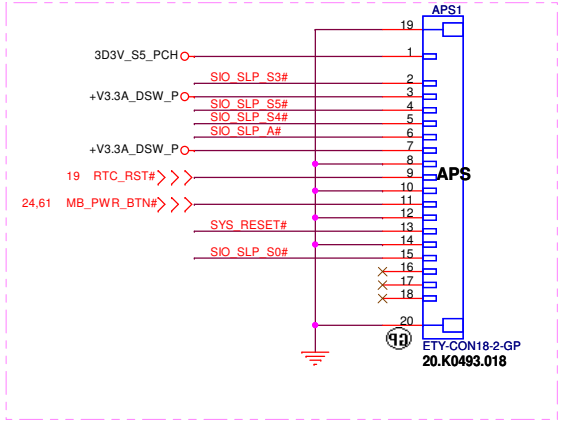 APS1
19
3D3V_S5_PCH 1
SIO_SLP_S3# 2
+V3.3A_DSW_P 3
SIO_SLP_S5# 4
SIO_SLP_S4# 5
SIO_SLP_A# 6
+V3.3A_DSW_P 7
8
19 RTC_RST# 9
APS
10
24,61 MB_PWR_BTN# 11
12
SYS_RESET# 13
14
SIO_SLP_S0# 15
16
17
18
20
GP
ETY-CON18-2-GP
20.K0493.018